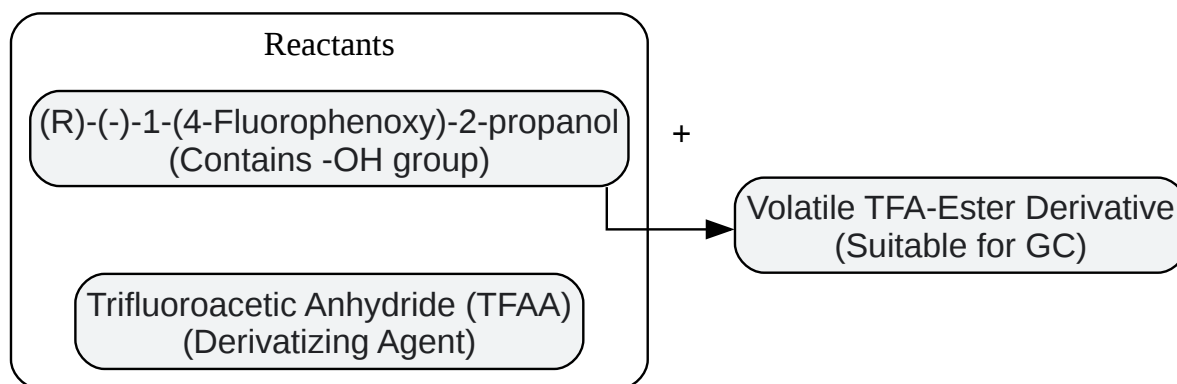 Reactants
(R)-(-)-1-(4-Fluorophenoxy)-2-propanol
(Contains -OH group)
+
Volatile TFA-Ester Derivative
(Suitable for GC)
Trifluoroacetic Anhydride (TFAA)
(Derivatizing Agent)